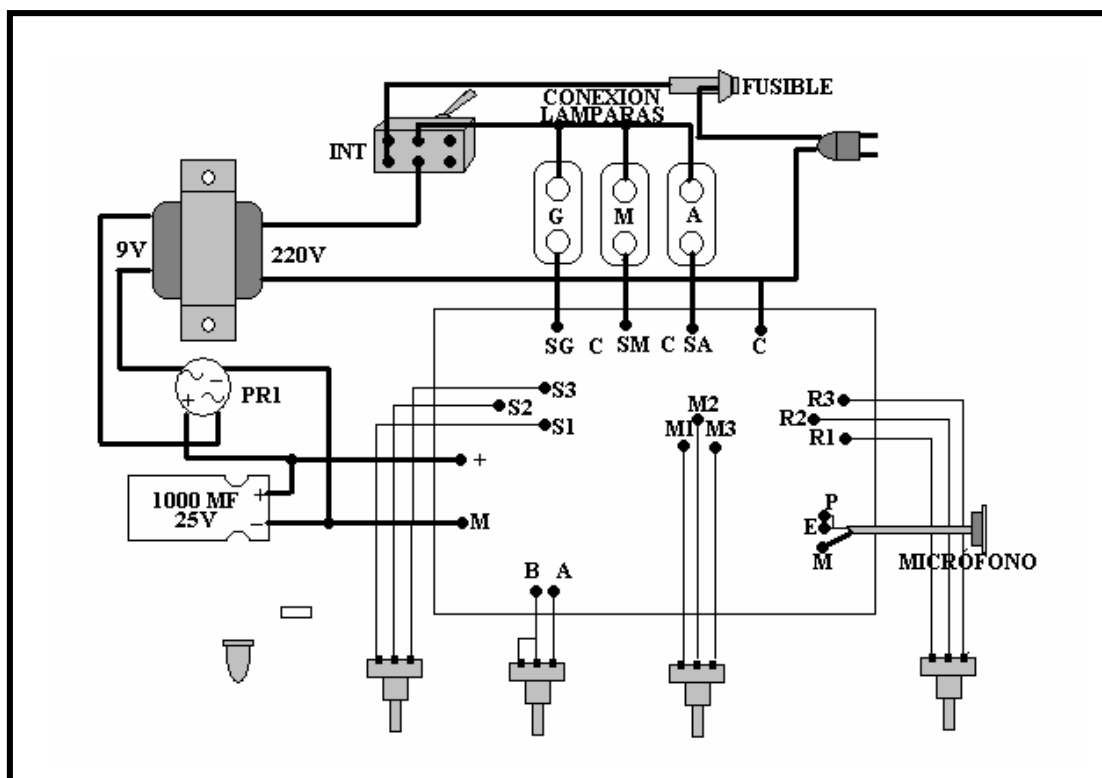 FUSIBLE
CONEXION
LAMPARAS
INT
G M A
9V 220V
SG C SM C SA C
PR1
+ −
S3
S2
S1
M2
M1 M3
R3
R2
R1
+
1000 MF +
25V −
M
P
E
M
MICRÓFONO
B A